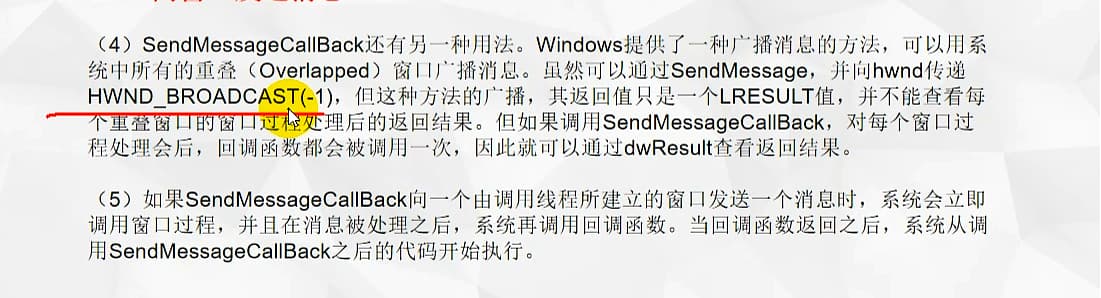 （4）SendMessageCallBack还有另一种用法。Windows提供了一种广播消息的方法，可以用系
统中所有的重叠（Overlapped）窗口广播消息。虽然可以通过SendMessage，并向hwnd传递
HWND_BROADCAST(-1)，但这种方法的广播，其返回值只是一个LRESULT值，并不能查看每
个重叠窗口的窗口过程处理后的返回结果。但如果调用SendMessageCallBack，对每个窗口过
程处理会后，回调函数都会被调用一次，因此就可以通过dwResult查看返回结果。
（5）如果SendMessageCallBack向一个由调用线程所建立的窗口发送一个消息时，系统会立即
调用窗口过程，并且在消息被处理之后，系统再调用回调函数。当回调函数返回之后，系统从调
用SendMessageCallBack之后的代码开始执行。